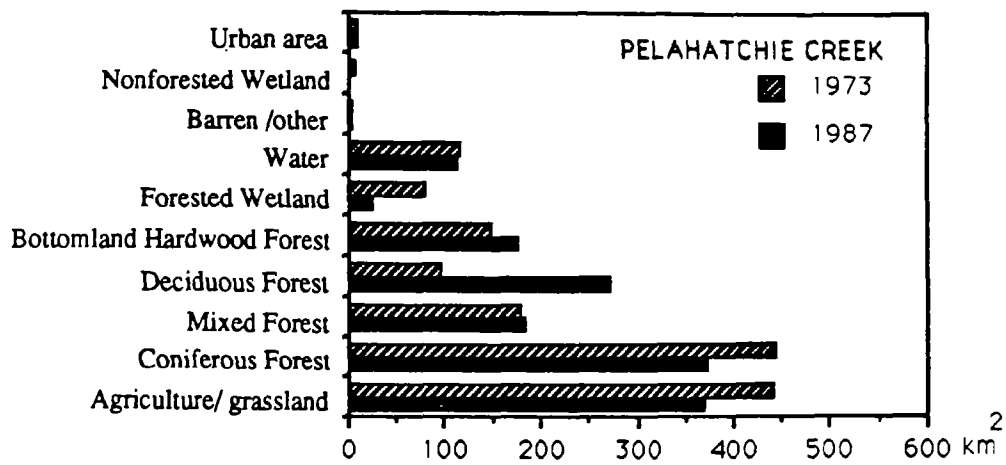 Urban area
Nonforested Wetland
Barren /other
Water
Forested Wetland
Bottomland Hardwood Forest
Deciduous Forest
Mixed Forest
Coniferous Forest
Agriculture/ grassland
PELAHATCHIE CREEK
1973
1987
0 100 200 300 400 500 600 km 2